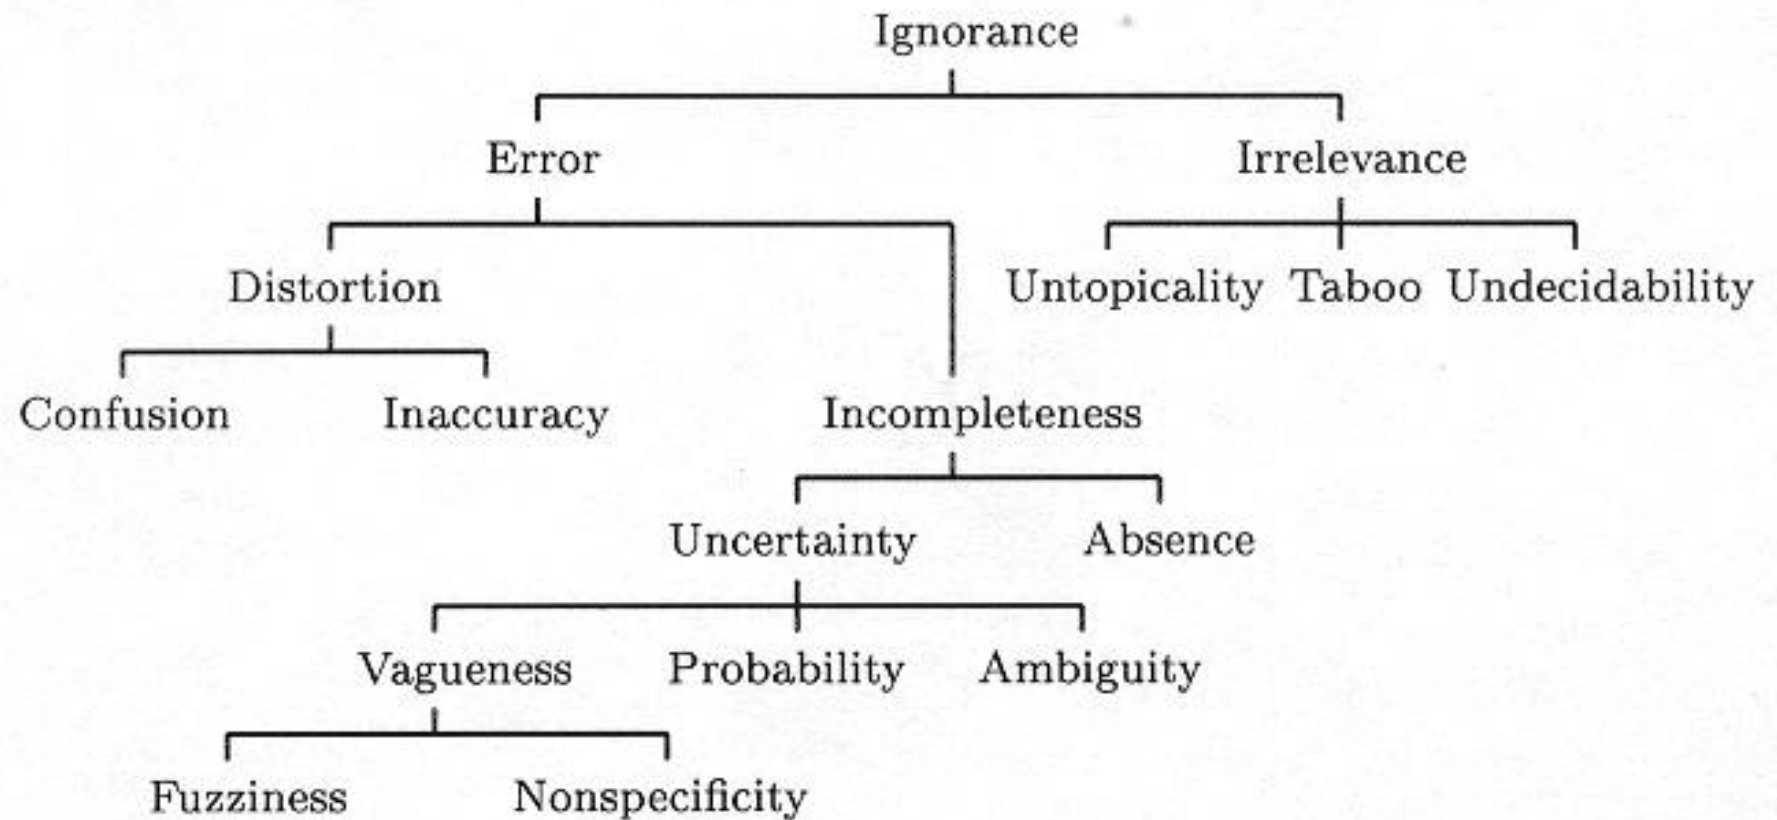 Ignorance
Error Irrelevance
Distortion Untopicality Taboo Undecidability
Confusion Inaccuracy Incompleteness
Uncertainty Absence
Vagueness Probability Ambiguity
Fuzziness Nonspecificity